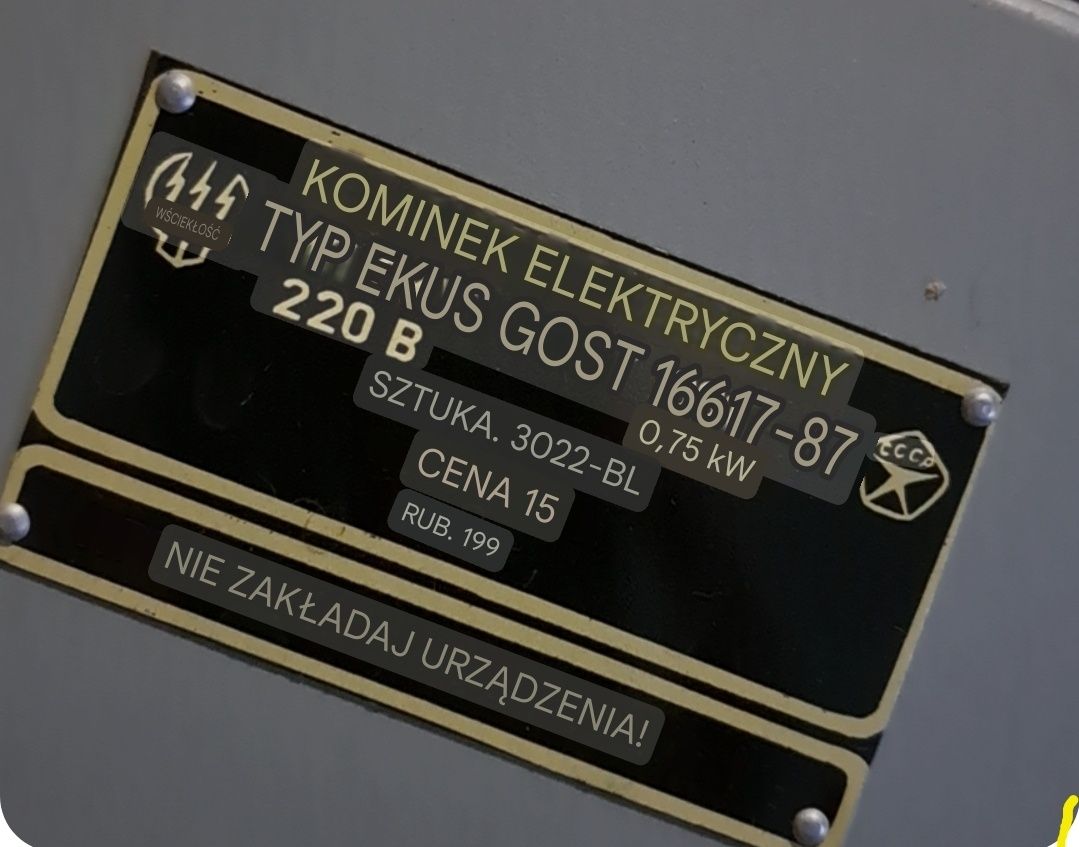 WŚCIEKŁOŚĆ
KOMINEK ELEKTRYCZNY
TYP EKUS GOST 16617-87
220 В
0,75 kW
СССР
SZTUKA. 3022-BL
CENA 15
RUB. 199
NIE ZAKŁADAJ URZĄDZENIA!